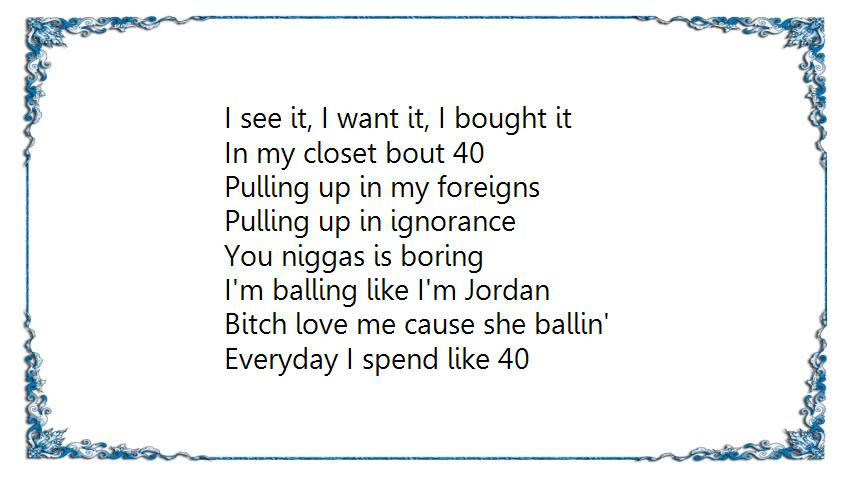 I see it, I want it, I bought it
In my closet bout 40
Pulling up in my foreigns
Pulling up in ignorance
You niggas is boring
I'm balling like I'm Jordan
Bitch love me cause she ballin'
Everyday I spend like 40